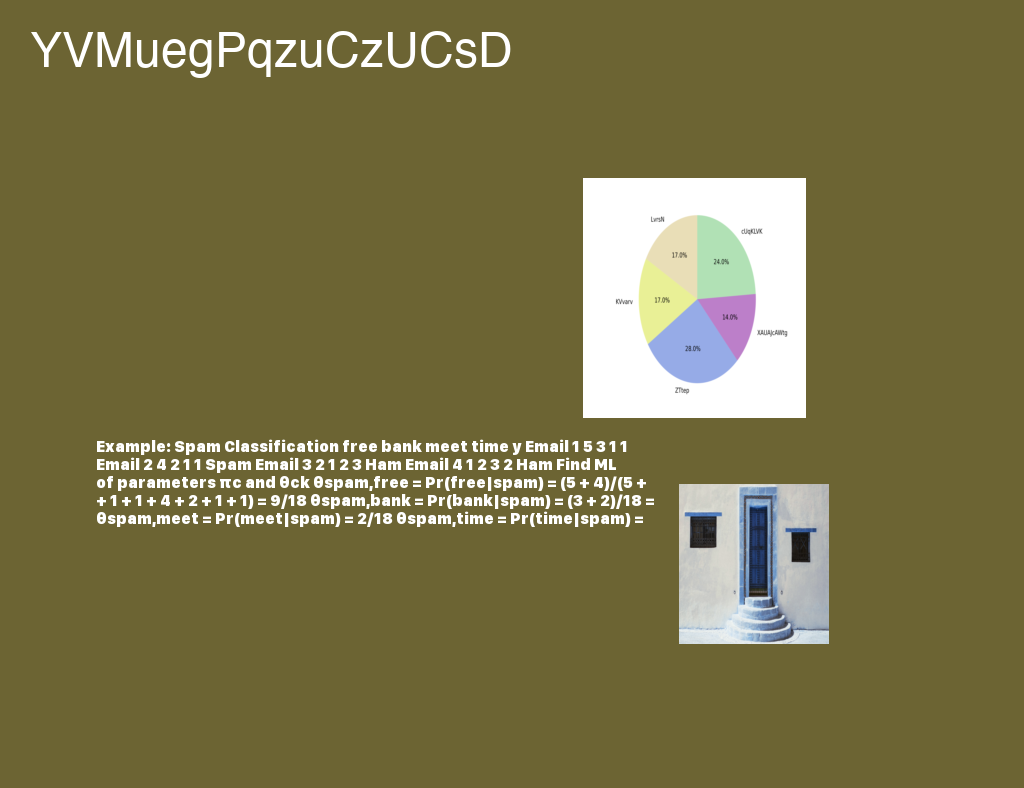 YVMuegPqzuCzUCsD
LvrsN
cUqKLVK
17.0%
24.0%
KVvarv
17.0%
14.0%
XAUAJcAWtg
28.0%
ZTtep
Example: Spam Classification free bank meet time y Email 1 5 3 1 1
Email 2 4 2 1 1 Spam Email 3 2 1 2 3 Ham Email 4 1 2 3 2 Ham Find ML
of parameters πc and θck θspam,free = Pr(free|spam) = (5 + 4)/(5 +
+ 1 + 1 + 4 + 2 + 1 + 1) = 9/18 θspam,bank = Pr(bank|spam) = (3 + 2)/18 =
θspam,meet = Pr(meet|spam) = 2/18 θspam,time = Pr(time|spam) =